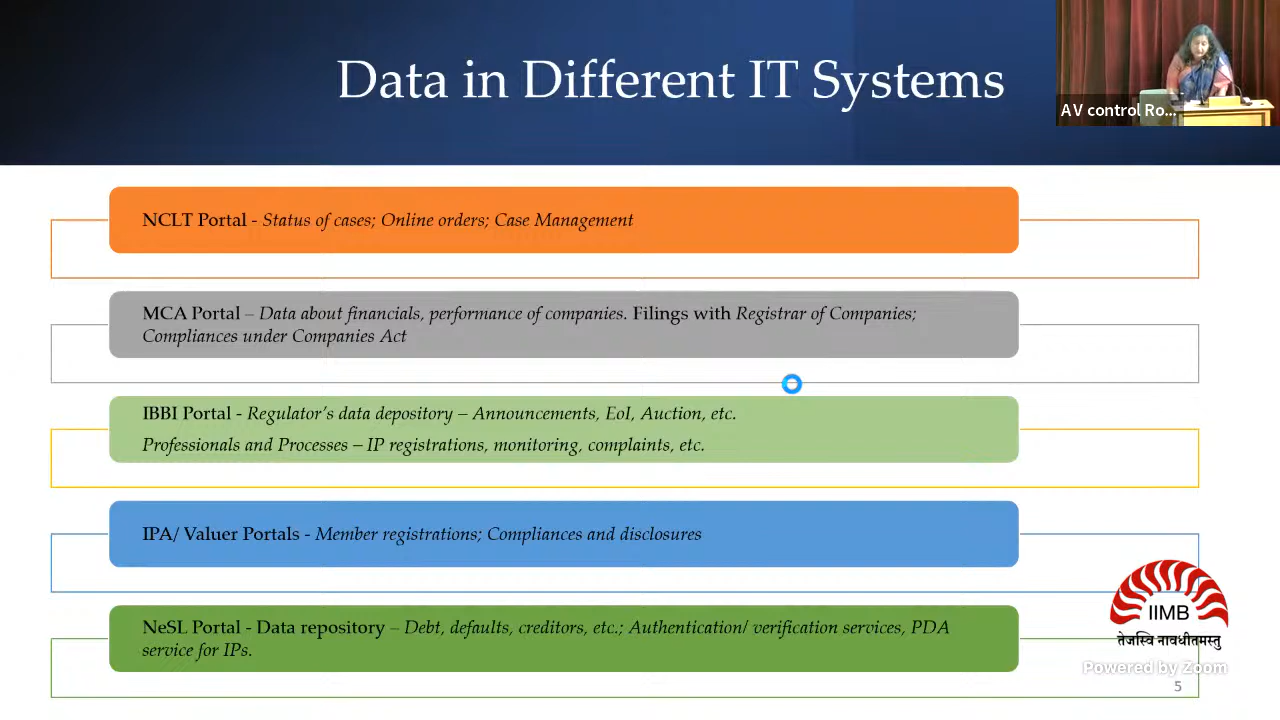 Data in Different IT Systems
AV control Ro...
NCLT Portal - Status of cases; Online orders; Case Management
MCA Portal – Data about financials, performance of companies. Filings with Registrar of Companies;
Compliances under Companies Act
IBBI Portal - Regulator's data depository – Announcements, EoI, Auction, etc.
Professionals and Processes – IP registrations, monitoring, complaints, etc.
IPA/ Valuer Portals - Member registrations; Compliances and disclosures
NeSL Portal - Data repository – Debt, defaults, creditors, etc.; Authentication/ verification services, PDA
service for IPs.
IIMB
तेजस्वि नावधीतमस्तु
Powered by Zoom
5